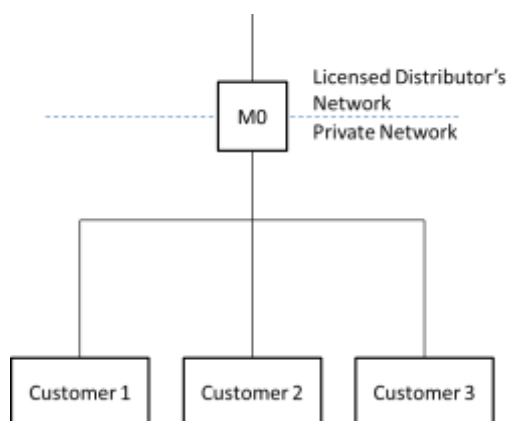 Licensed Distributor's
Network
M0
Private Network
Customer 1
Customer 2
Customer 3